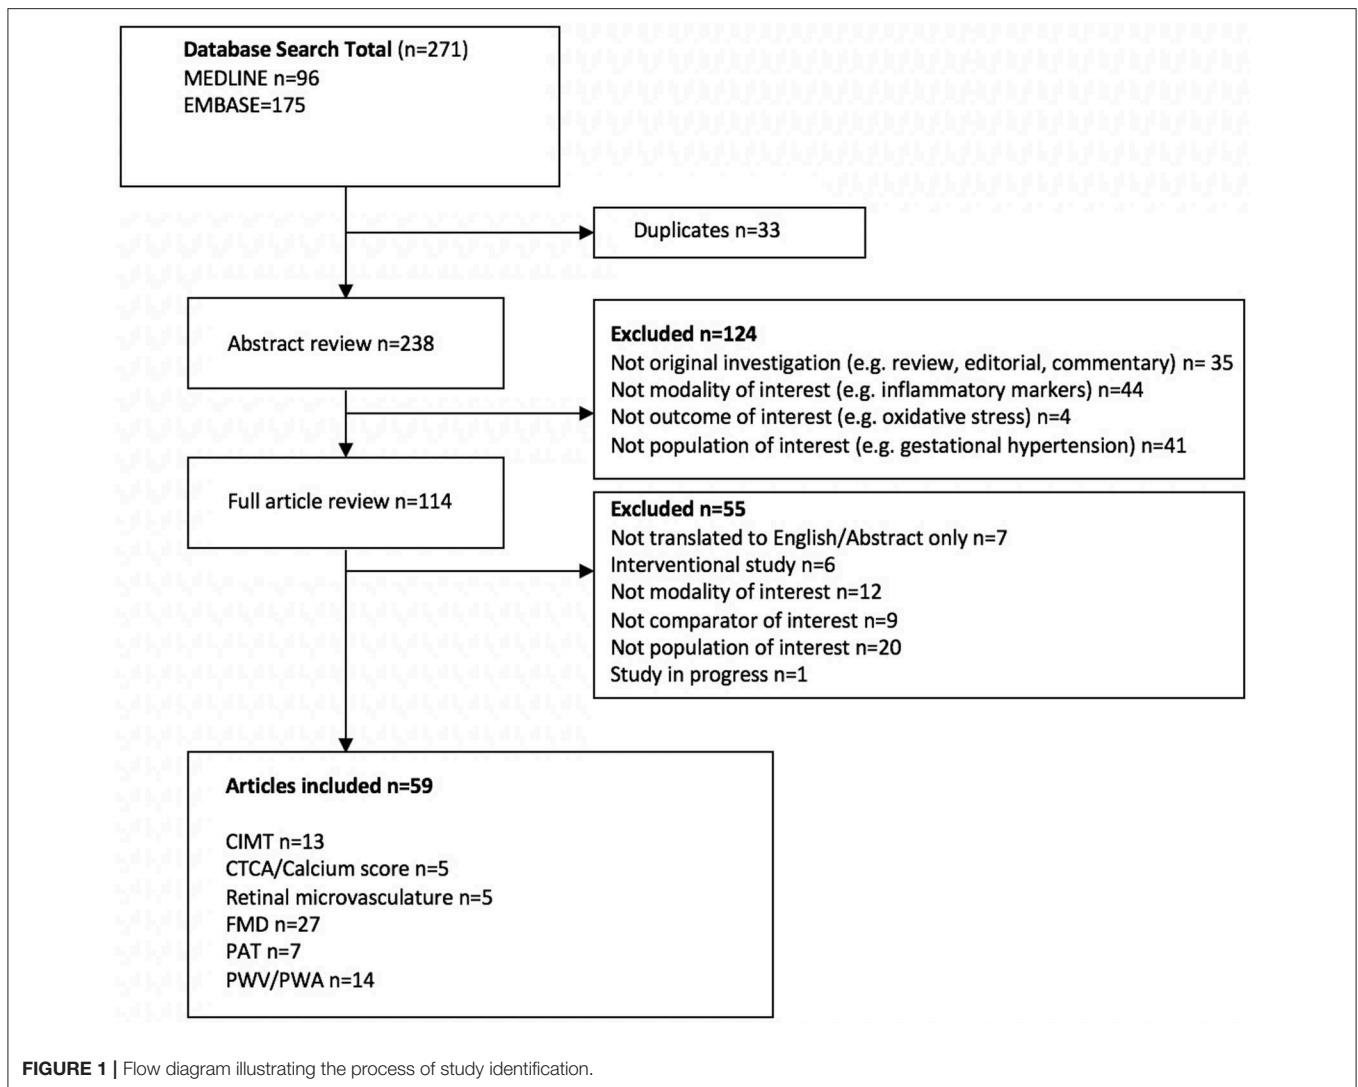 Database Search Total (n=271)
MEDLINE n=96
EMBASE=175
Duplicates n=33
Abstract review n=238
Excluded n=124
Not original investigation (e.g. review, editorial, commentary) n= 35
Not modality of interest (e.g. inflammatory markers) n=44
Not outcome of interest (e.g. oxidative stress) n=4
Not population of interest (e.g. gestational hypertension) n=41
Full article review n=114
Excluded n=55
Not translated to English/Abstract only n=7
Interventional study n=6
Not modality of interest n=12
Not comparator of interest n=9
Not population of interest n=20
Study in progress n=1
Articles included n=59
CIMT n=13
CTCA/Calcium score n=5
Retinal microvasculature n=5
FMD n=27
PAT n=7
PWV/PWA n=14
FIGURE 1 | Flow diagram illustrating the process of study identification.